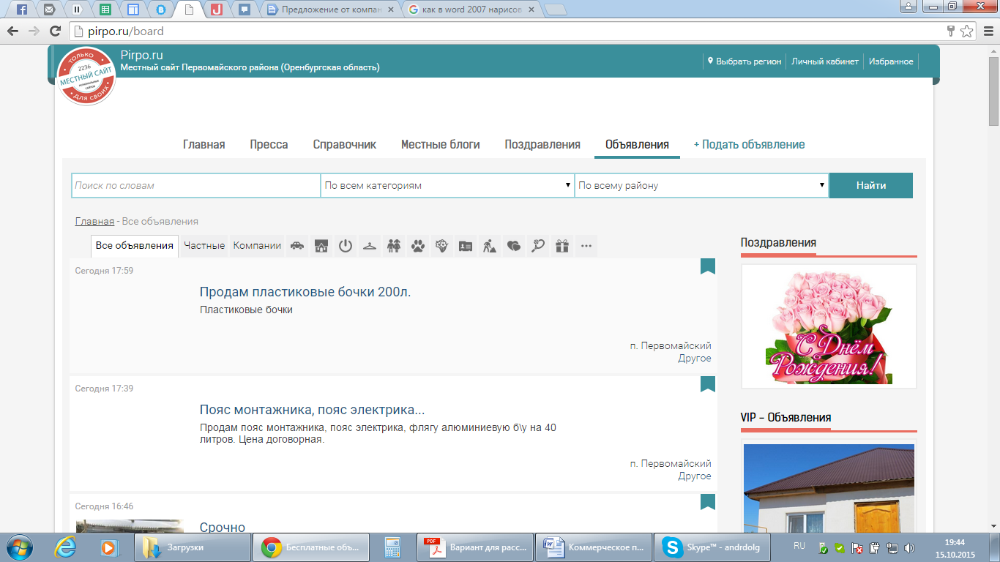 Предложение от компан
как в word 2007 нарисов
pirpo.ru/board
ТОЛЬКО
2236
МЕСТНЫЙ САЙТ
ДЛЯ СВОИХ
Pirpo.ru
Местный сайт Первомайского района (Оренбургская область)
Выбрать регион
Личный кабинет
Избранное
Главная
Пресса
Справочник
Местные блоги
Поздравления
Объявления
+ Подать объявление
Поиск по словам
По всем категориям
По всему району
Найти
Главная - Все объявления
Все объявления
Частные
Компании
Сегодня 17:59
Продам пластиковые бочки 200л.
Пластиковые бочки
п. Первомайский
Другое
Сегодня 17:39
Пояс монтажника, пояс электрика...
Продам пояс монтажника, пояс электрика, флягу алюминиевую б\у на 40
литров. Цена договорная.
п. Первомайский
Другое
Сегодня 16:46
Срочно
Поздравления
С Днём
Рождения!
VIP - Объявления
Загрузки
Бесплатные объ...
PDF
Вариант для расс...
Коммерческое п...
Skype™ - andrdolg
RU
19:44
15.10.2015